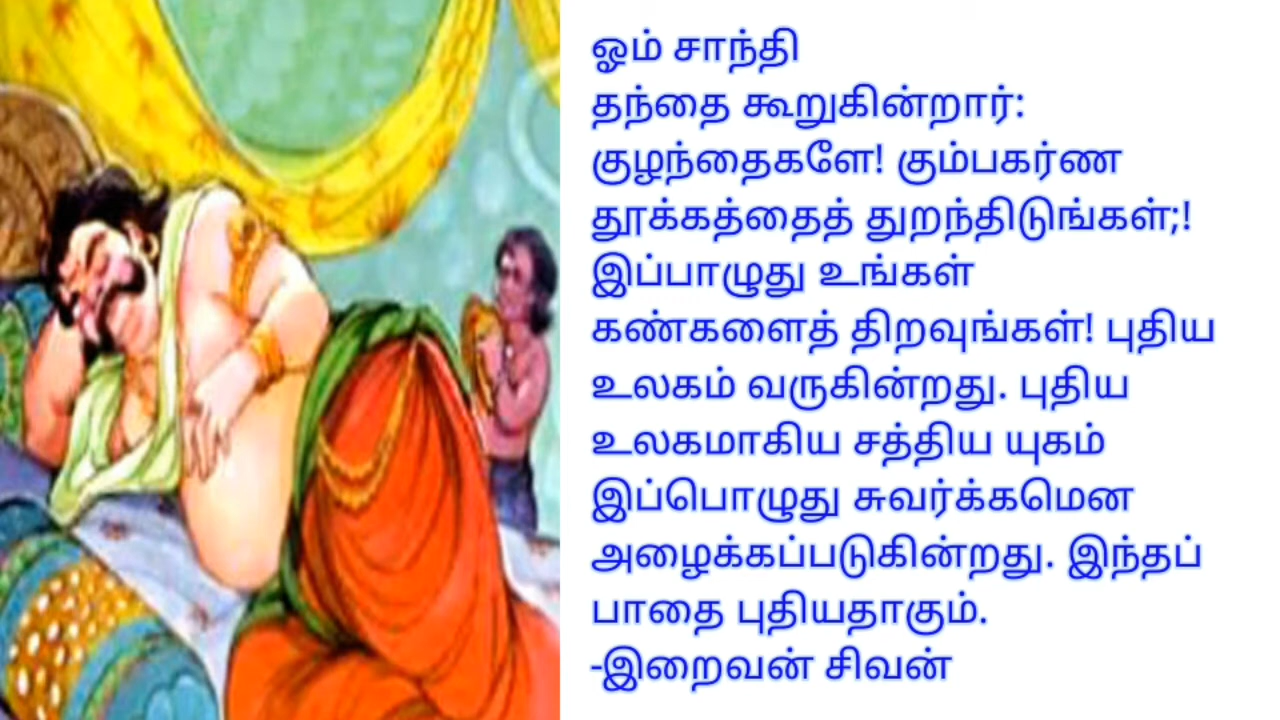 ஓம் சாந்தி
தந்தை கூறுகின்றார்:
குழந்தைகளே! கும்பகர்ண
தூக்கத்தைத் துறந்திடுங்கள்;!
இப்பாழுது உங்கள்
கண்களைத் திறவுங்கள்! புதிய
உலகம் வருகின்றது. புதிய
உலகமாகிய சத்திய யுகம்
இப்பொழுது சுவர்க்கமென
அழைக்கப்படுகின்றது. இந்தப்
பாதை புதியதாகும்.
-இறைவன் சிவன்